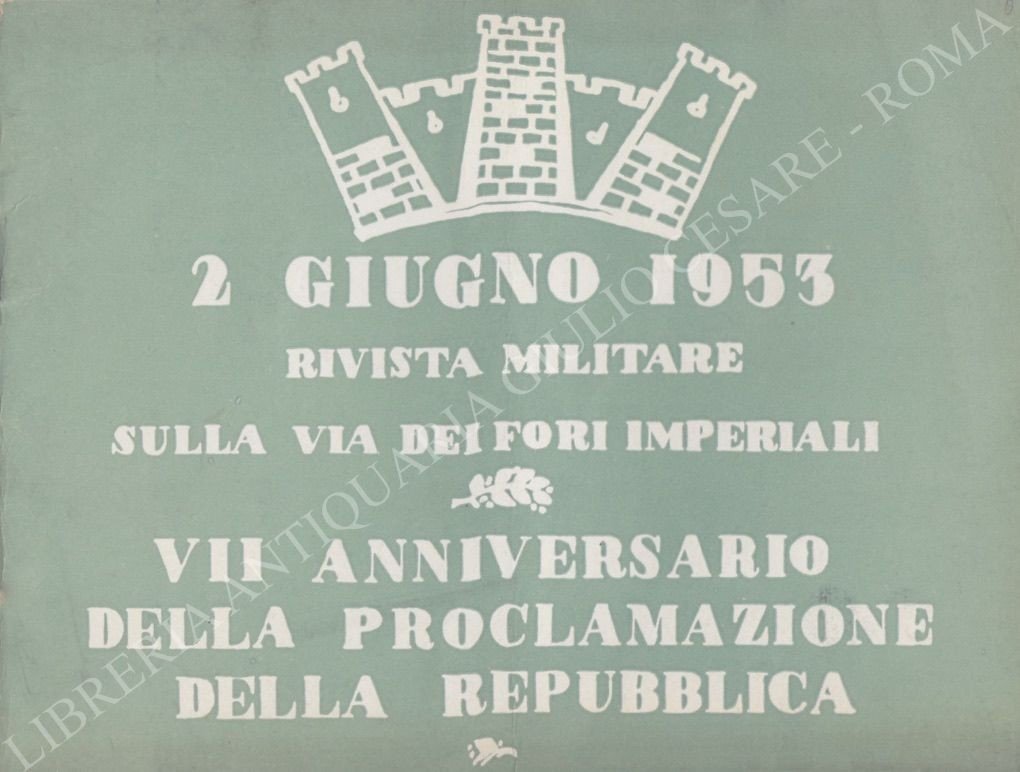 2 GIUGNO 1953
RIVISTA MILITARE
SULLA VIA DEI FORI IMPERIALI
VII ANNIVERSARIO
DELLA PROCLAMAZIONE
DELLA REPUBBLICA
LIBRERIA ANTIQUARIA GIULIO CESARE - ROMA